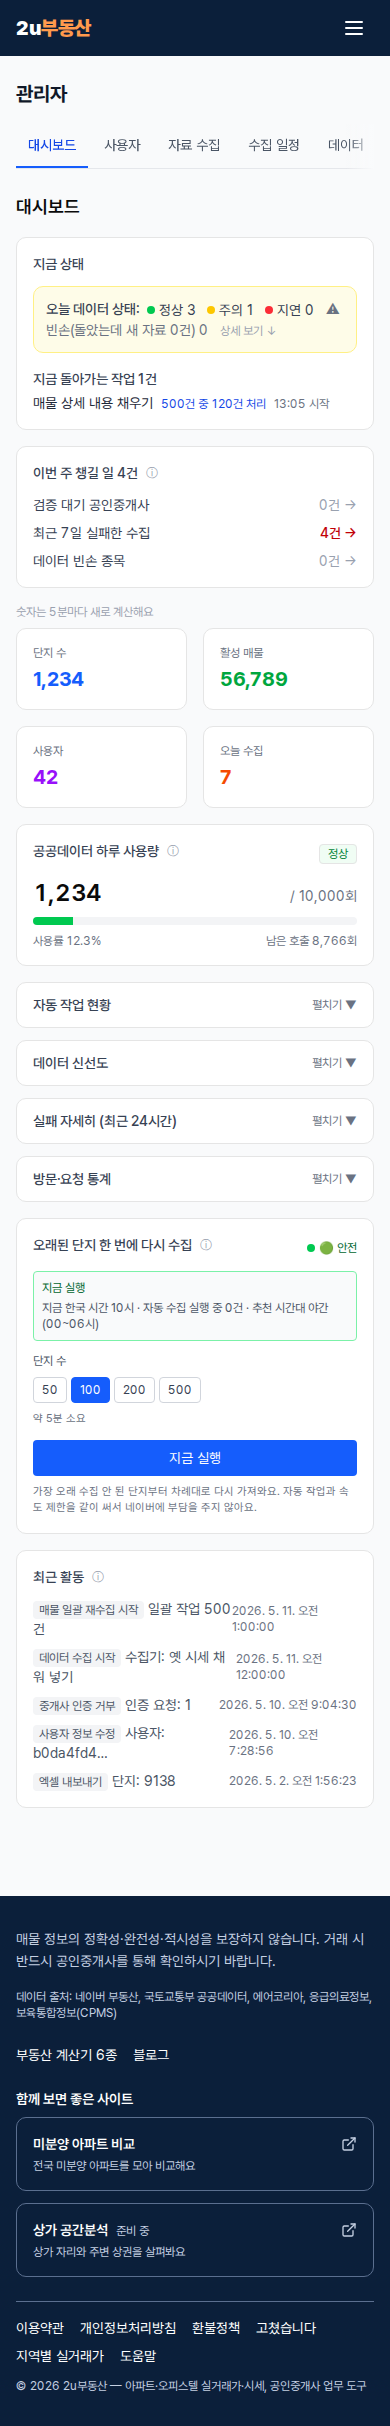 2u부동산
관리자
대시보드 사용자 자료 수집 수집 일정 데이터
대시보드
지금 상태
오늘 데이터 상태: 정상 3 주의 1 지연 0 ⚠
빈손(돌았는데 새 자료 0건) 0 상세 보기 ↓
지금 돌아가는 작업 1건
매물 상세 내용 채우기 500건 중 120건 처리 13:05 시작
이번 주 챙길 일 4건 ⓘ
검증 대기 공인중개사 0건 →
최근 7일 실패한 수집 4건 →
데이터 빈손 종목 0건 →
숫자는 5분마다 새로 계산해요
단지 수 활성 매물
1,234 56,789
사용자 오늘 수집
42 7
공공데이터 하루 사용량 ⓘ 정상
1,234 / 10,000회
사용률 12.3% 남은 호출 8,766회
자동 작업 현황 펼치기 ▼
데이터 신선도 펼치기 ▼
실패 자세히 (최근 24시간) 펼치기 ▼
방문·요청 통계 펼치기 ▼
오래된 단지 한 번에 다시 수집 ⓘ 안전
지금 실행
지금 한국 시간 10시 · 자동 수집 실행 중 0건 · 추천 시간대 야간
(00~06시)
단지 수
50 100 200 500
약 5분 소요
지금 실행
가장 오래 수집 안 된 단지부터 차례대로 다시 가져와요. 자동 작업과 속
도 제한을 같이 써서 네이버에 부담을 주지 않아요.
최근 활동 ⓘ
매물 일괄 재수집 시작 일괄 작업 500
건
2026. 5. 11. 오전
1:00:00
데이터 수집 시작 수집기: 옛 시세 채
워 넣기
2026. 5. 11. 오전
12:00:00
중개사 인증 거부 인증 요청: 1 2026. 5. 10. 오전 9:04:30
사용자 정보 수정 사용자:
b0da4fd4...
2026. 5. 10. 오전
7:28:56
엑셀 내보내기 단지: 9138 2026. 5. 2. 오전 1:56:23
매물 정보의 정확성·완전성·적시성을 보장하지 않습니다. 거래 시
반드시 공인중개사를 통해 확인하시기 바랍니다.
데이터 출처: 네이버 부동산, 국토교통부 공공데이터, 에어코리아, 응급의료정보,
보육통합정보(CPMS)
부동산 계산기 6종 블로그
함께 보면 좋은 사이트
미분양 아파트 비교
전국 미분양 아파트를 모아 비교해요
상가 공간분석 준비 중
상가 자리와 주변 상권을 살펴봐요
이용약관 개인정보처리방침 환불정책 고쳤습니다
지역별 실거래가 도움말
© 2026 2u부동산 — 아파트·오피스텔 실거래가·시세, 공인중개사 업무 도구